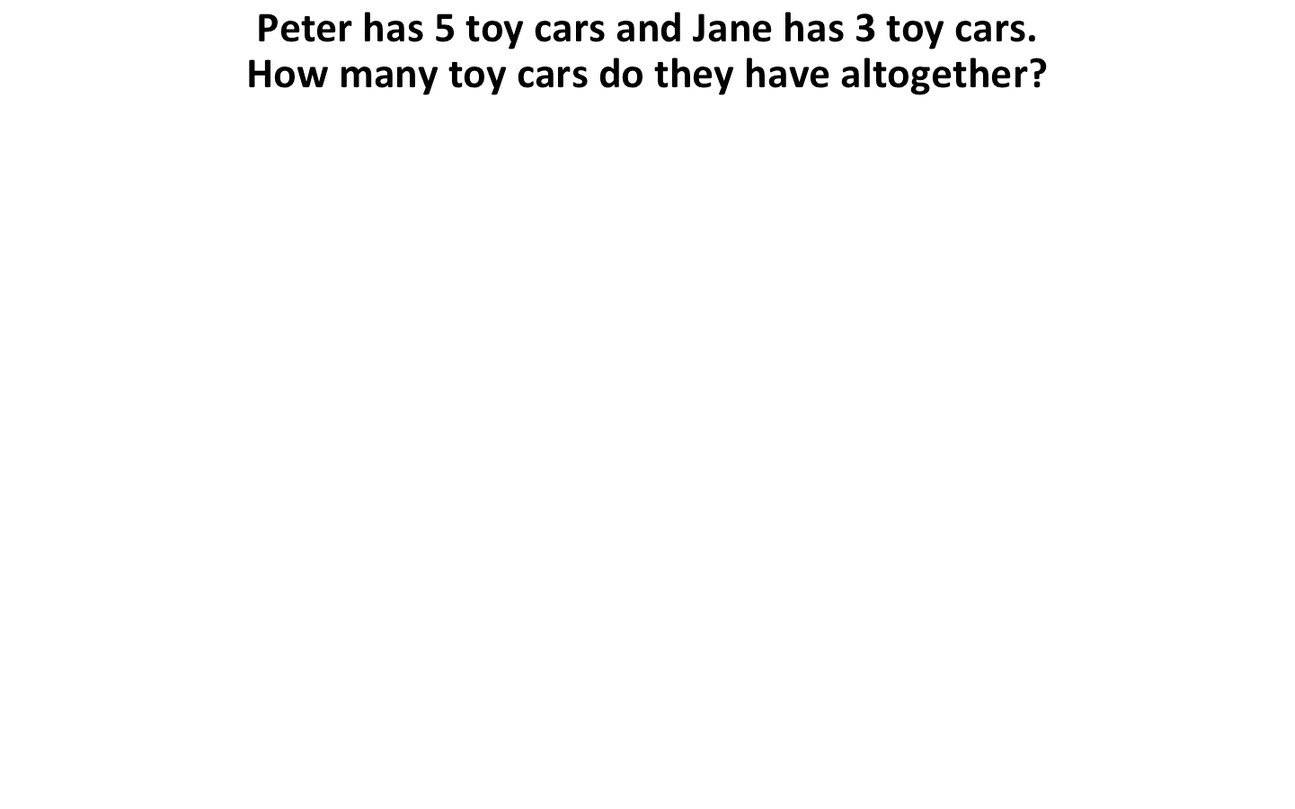 Peter has 5 toy cars and Jane has 3 toy cars.
How many toy cars do they have altogether?